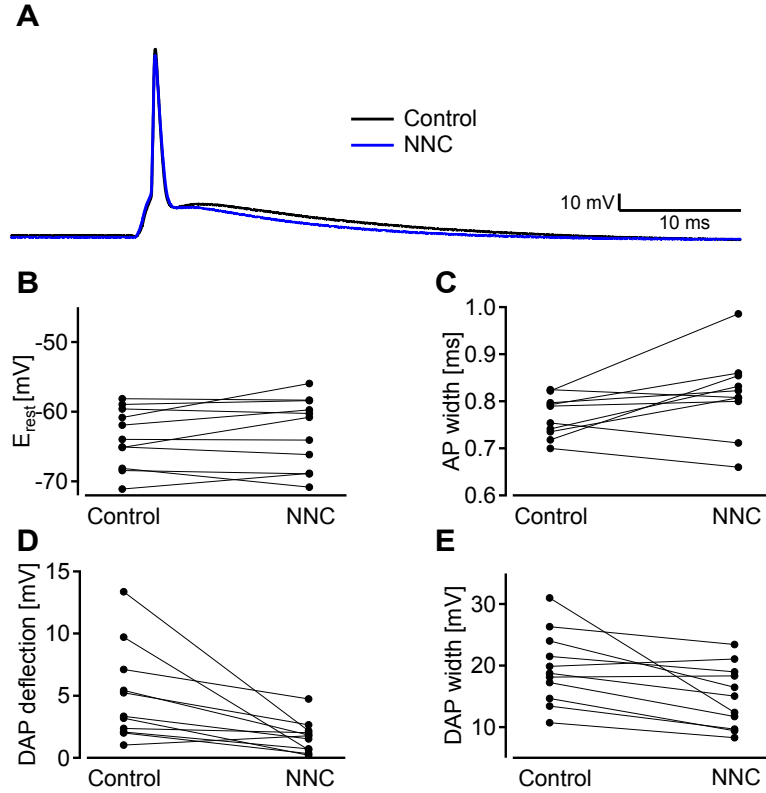 A
Control
NNC
10 mV
10 ms
B
E_rest [mV]
-50
-60
-70
Control
NNC
C
AP width [ms]
1.0
0.9
0.8
0.7
0.6
Control
NNC
D
DAP deflection [mV]
15
10
5
0
Control
NNC
E
DAP width [mV]
30
20
10
Control
NNC